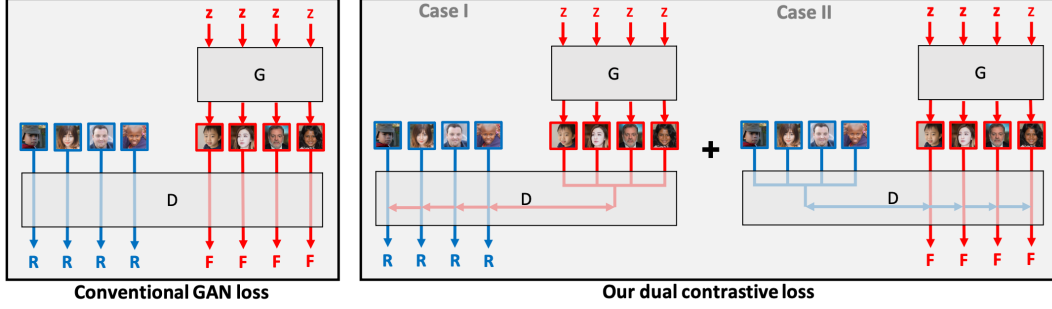 Case I
Case II
z z z z
z z z z
z z z z
G
G
G
+
D
D
D
R R R R
F F F F
R R R R
F F F F
Conventional GAN loss
Our dual contrastive loss